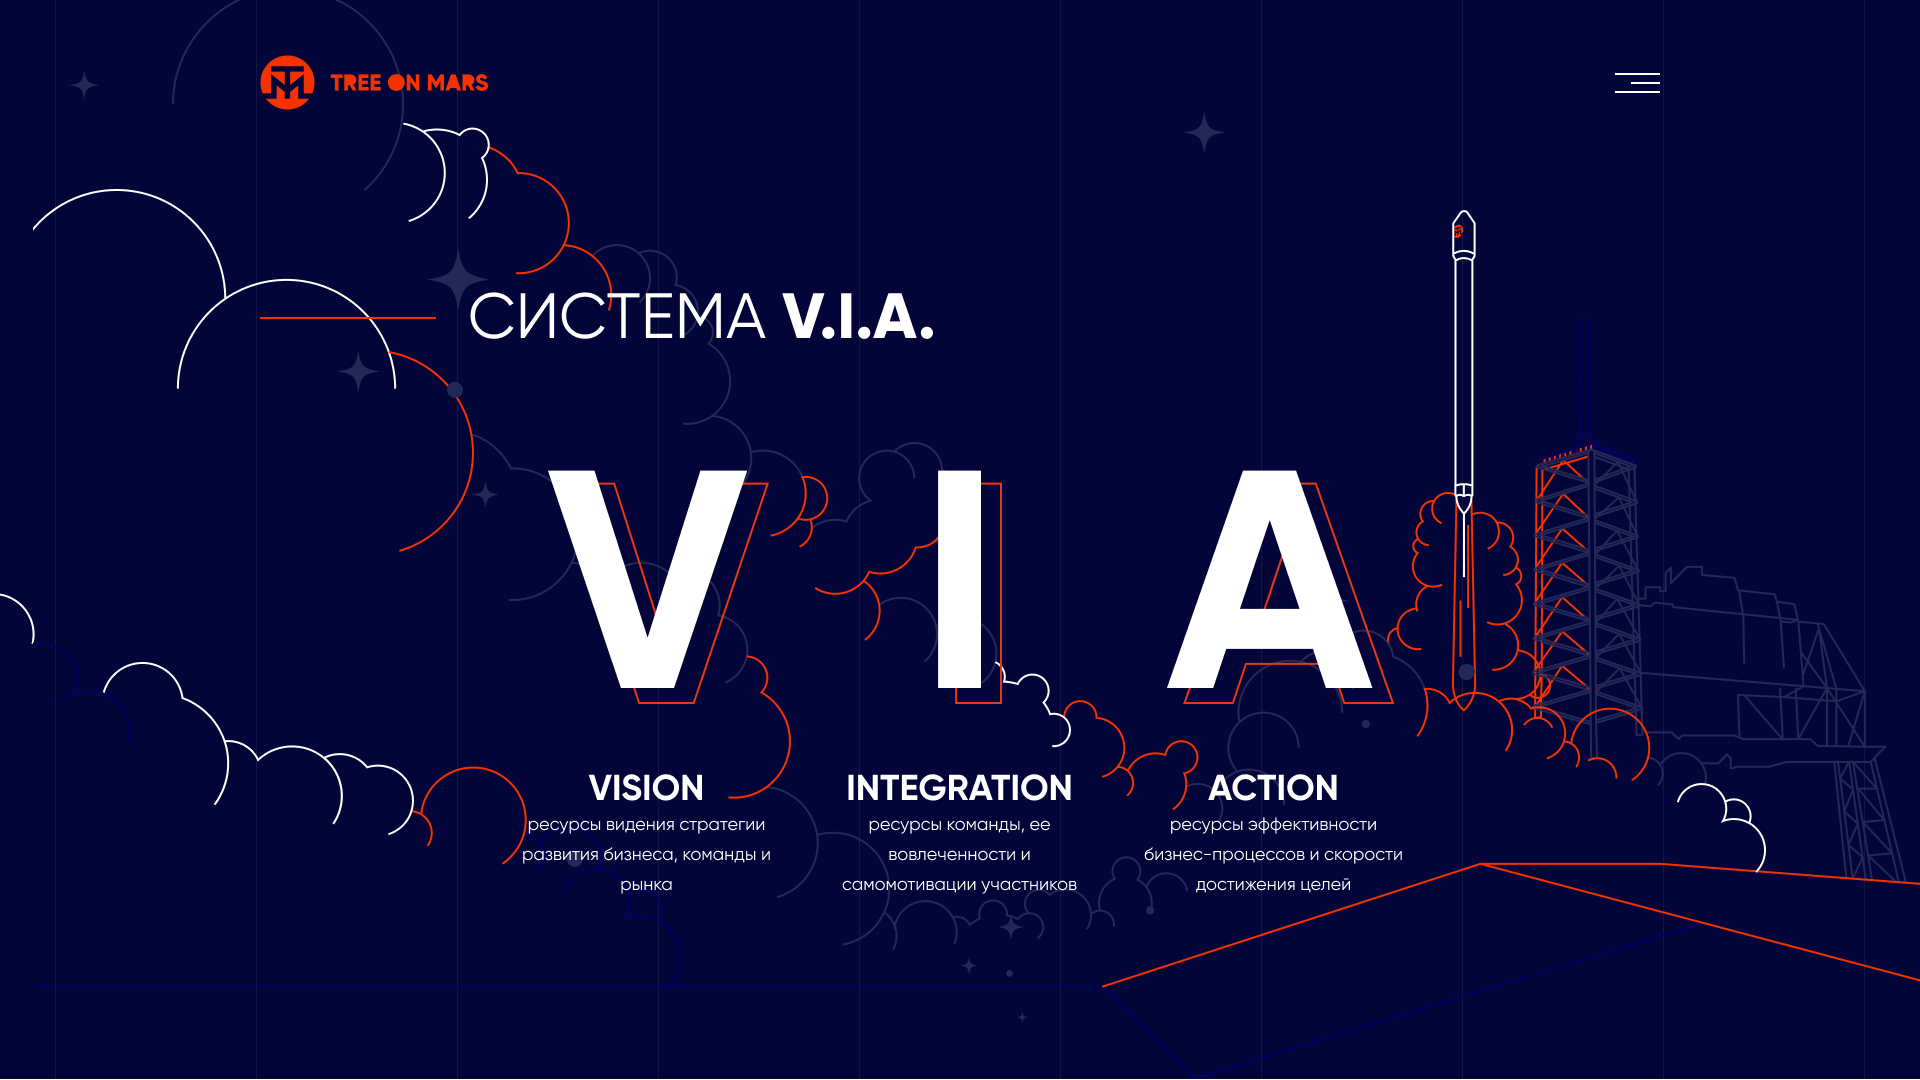 TREE ON MARS
СИСТЕМА V.I.A.
V I A
VISION
ресурсы видения стратегии
развития бизнеса, команды и
рынка
INTEGRATION
ресурсы команды, ее
вовлеченности и
самомотивации участников
ACTION
ресурсы эффективности
бизнес-процессов и скорости
достижения целей